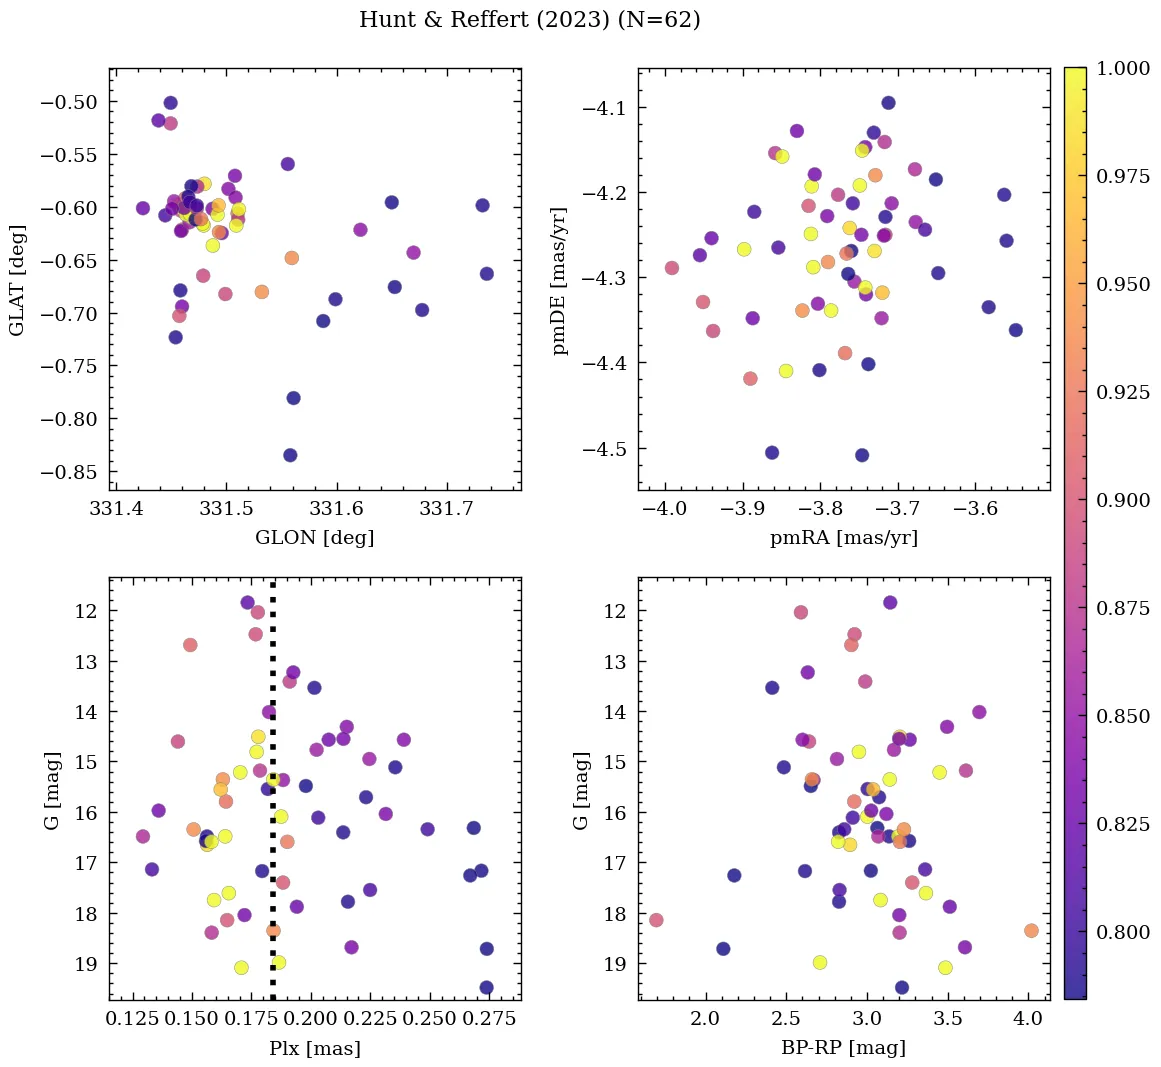 Hunt & Reffert (2023) (N=62)
−0.50
−0.55
−0.60
−0.65
−0.70
−0.75
−0.80
−0.85
GLAT [deg]
331.4 331.5 331.6 331.7
GLON [deg]
−4.1
−4.2
−4.3
−4.4
−4.5
pmDE [mas/yr]
−4.0 −3.9 −3.8 −3.7 −3.6
pmRA [mas/yr]
12
13
14
15
16
17
18
19
G [mag]
0.125 0.150 0.175 0.200 0.225 0.250 0.275
Plx [mas]
12
13
14
15
16
17
18
19
G [mag]
2.0 2.5 3.0 3.5 4.0
BP-RP [mag]
1.000
0.975
0.950
0.925
0.900
0.875
0.850
0.825
0.800